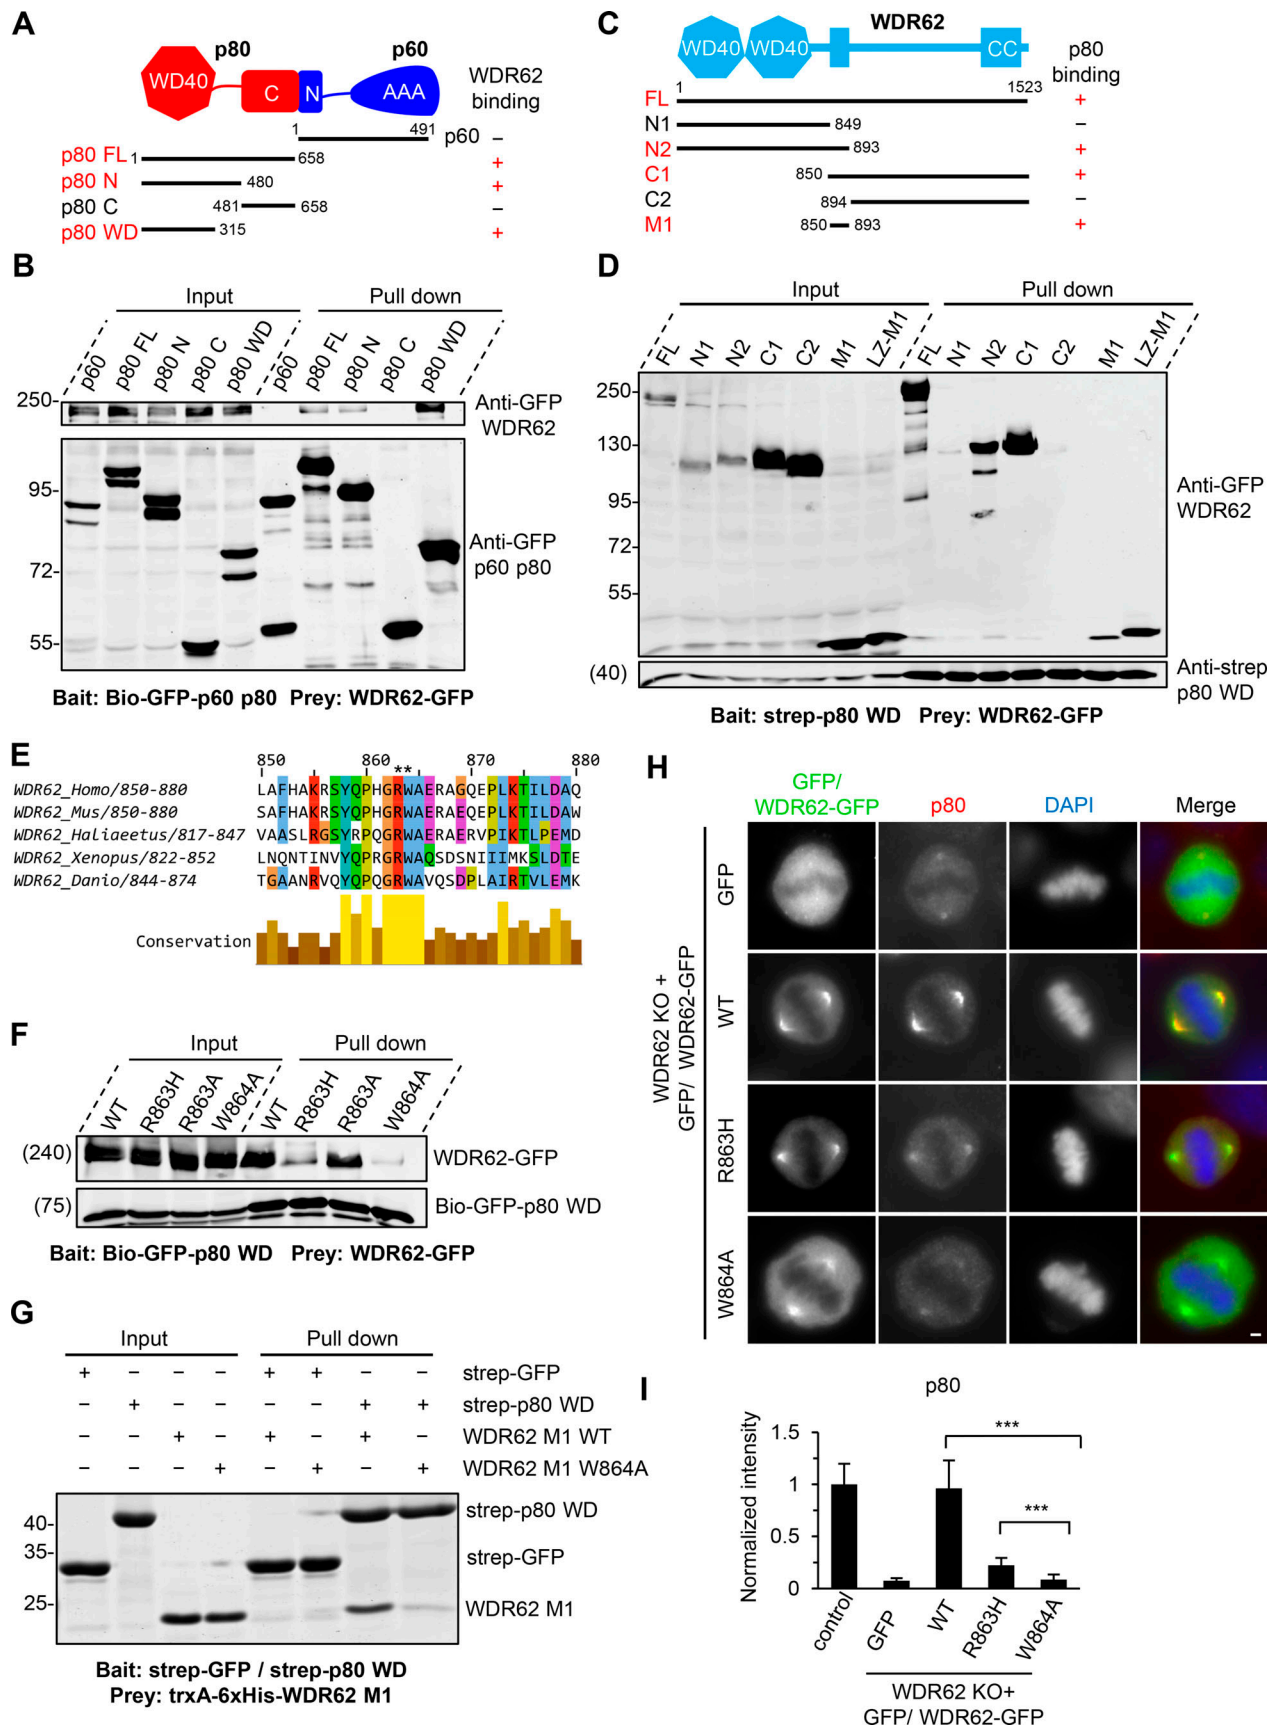 A
p80
p60
WD40
C
N
AAA
WDR62
binding
1
491
p60
–
p80 FL
1
658
+
p80 N
480
+
p80 C
481
658
–
p80 WD
315
+
B
Input
Pull down
p60
p80 FL
p80 N
p80 C
p80 WD
p60
p80 FL
p80 N
p80 C
p80 WD
250-
Anti-GFP
WDR62
95-
72-
55-
Anti-GFP
p60 p80
Bait: Bio-GFP-p60 p80 Prey: WDR62-GFP
C
WDR62
WD40
WD40
CC
p80
binding
1
1523
FL
+
N1
849
–
N2
893
+
C1
850
+
C2
894
–
M1
850
893
+
D
Input
Pull down
FL
N1
N2
C1
C2
M1
LZ-M1
FL
N1
N2
C1
C2
M1
LZ-M1
250-
130-
95-
72-
55-
Anti-GFP
WDR62
(40)
Anti-strep
p80 WD
Bait: strep-p80 WD Prey: WDR62-GFP
E
850 860 870 880
**
WDR62_Homo/850-880 LAFHAKRSYQPHGRWAERAGQEPLKTILDAQ
WDR62_Mus/850-880 SAFHAKRSYQPHGRWAERAEQEPLKTILDAW
WDR62_Haliaeetus/817-847 VAASLRGSYRPQGRWAERAERVPIKTLPEMD
WDR62_Xenopus/822-852 LNQNTINVYQPRGRWAQSDSNIIIMKSLDTE
WDR62_Danio/844-874 TGAANRVQYQPQGRWAVQSDPLAIRTVLEMK
Conservation
F
Input
Pull down
WT
R863H
R863A
W864A
WT
R863H
R863A
W864A
(240)
WDR62-GFP
(75)
Bio-GFP-p80 WD
Bait: Bio-GFP-p80 WD Prey: WDR62-GFP
G
Input
Pull down
+ – – – + + – – strep-GFP
– + – – – – + + strep-p80 WD
– – + – + – + – WDR62 M1 WT
– – – + – + – + WDR62 M1 W864A
40-
35-
25-
strep-p80 WD
strep-GFP
WDR62 M1
Bait: strep-GFP / strep-p80 WD
Prey: trxA-6xHis-WDR62 M1
H
GFP/
WDR62-GFP
p80
DAPI
Merge
WDR62 KO +
GFP/ WDR62-GFP
GFP
WT
R863H
W864A
I
p80
Normalized intensity
1.5
1
0.5
0
***
***
control
GFP
WT
R863H
W864A
WDR62 KO+
GFP/ WDR62-GFP